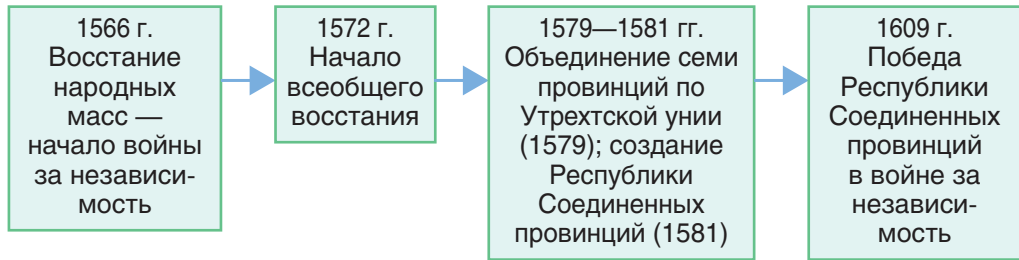 1566 г.
Восстание
народных
масс —
начало войны
за независи-
мость
1572 г.
Начало
всеобщего
восстания
1579—1581 гг.
Объединение семи
провинций по
Утрехтской унии
(1579); создание
Республики
Соединенных
провинций (1581)
1609 г.
Победа
Республики
Соединенных
провинций
в войне за
независи-
мость